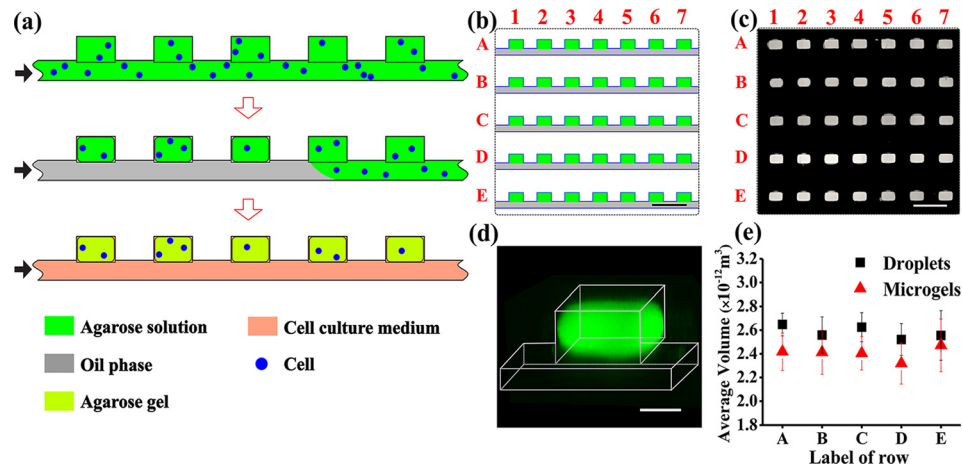 (a)
Agarose solution
Oil phase
Agarose gel
Cell culture medium
Cell
(b)
1 2 3 4 5 6 7
A
B
C
D
E
(c)
1 2 3 4 5 6 7
A
B
C
D
E
(d)
(e)
Average Volume (×10⁻¹²m³)
3.0
2.8
2.6
2.4
2.2
2.0
1.8
Droplets
Microgels
A B C D E
Label of row